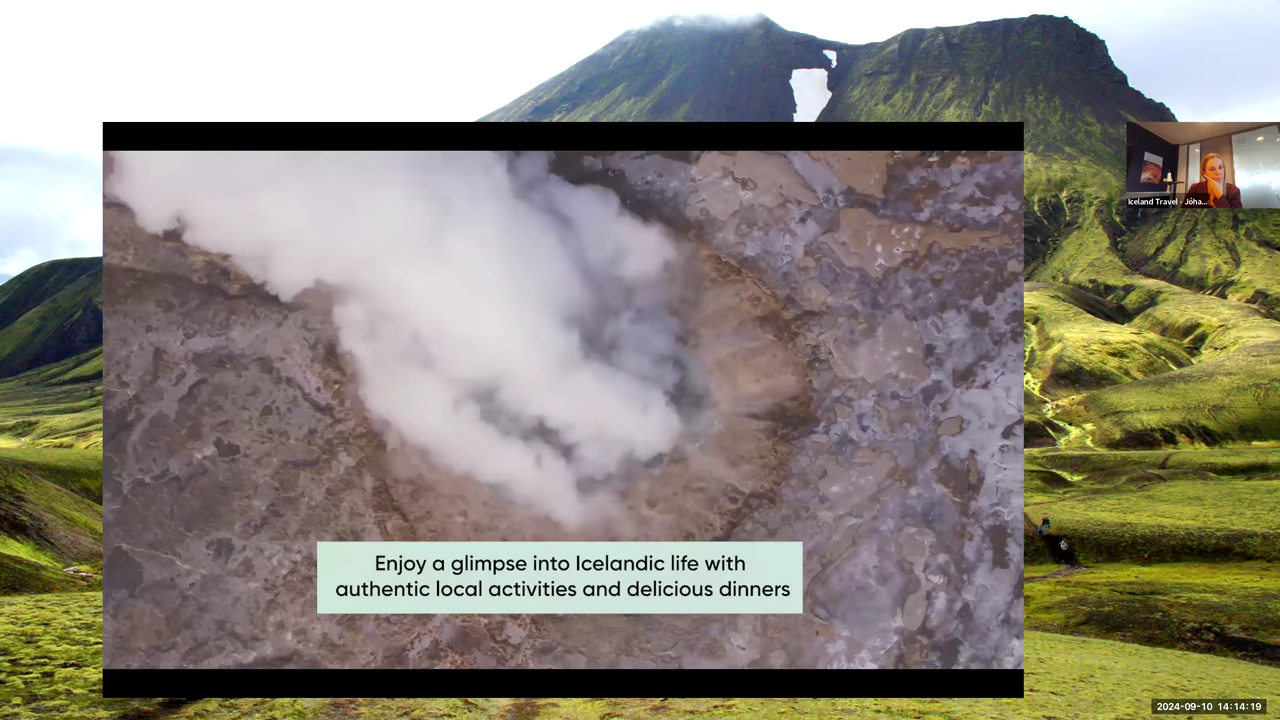 Iceland Travel - Jóha...
Enjoy a glimpse into Icelandic life with
authentic local activities and delicious dinners
2024-09-10 14:14:19